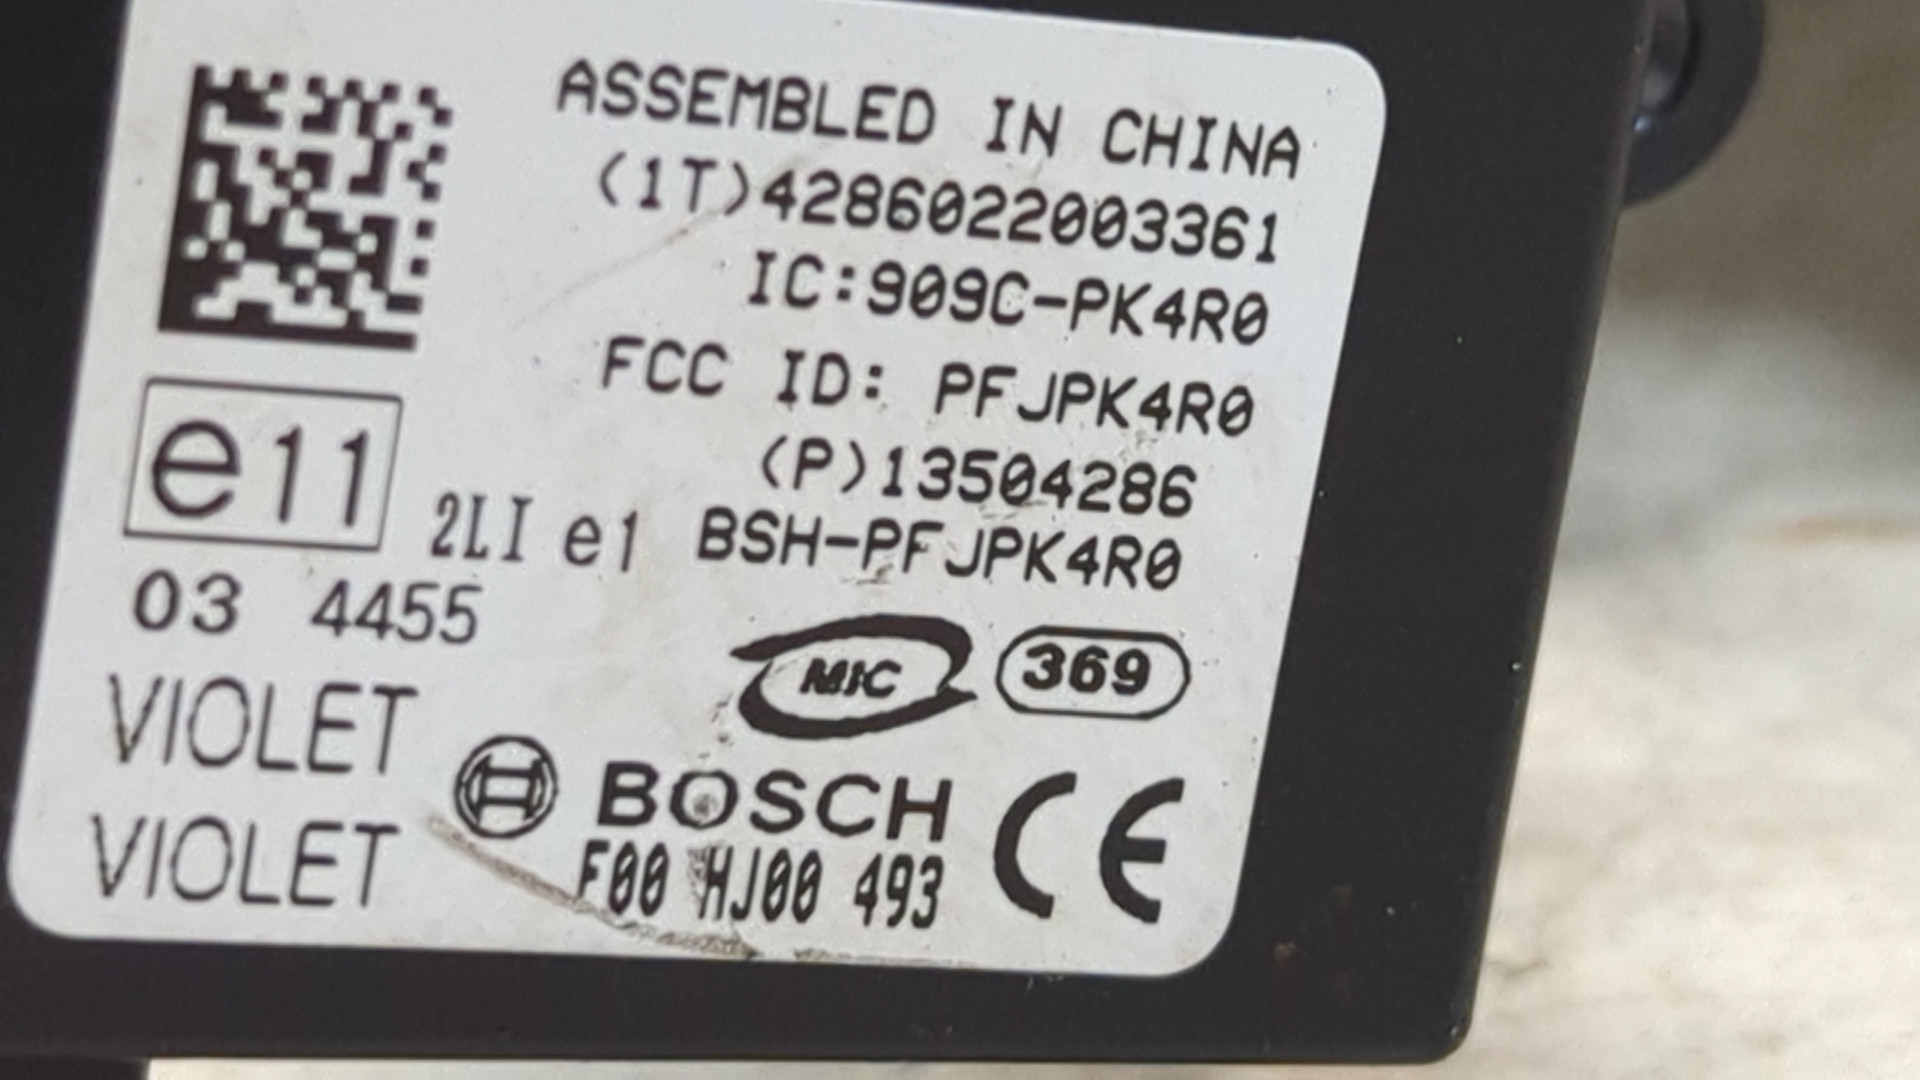 ASSEMBLED IN CHINA
(1T)4286022003361
IC:909C-PK4R0
FCC ID: PFJPK4R0
(P)13504286
e11
2LI e1 BSH-PFJPK4R0
03 4455
MIC 369
VIOLET
BOSCH CE
VIOLET
F00 HJ00 493